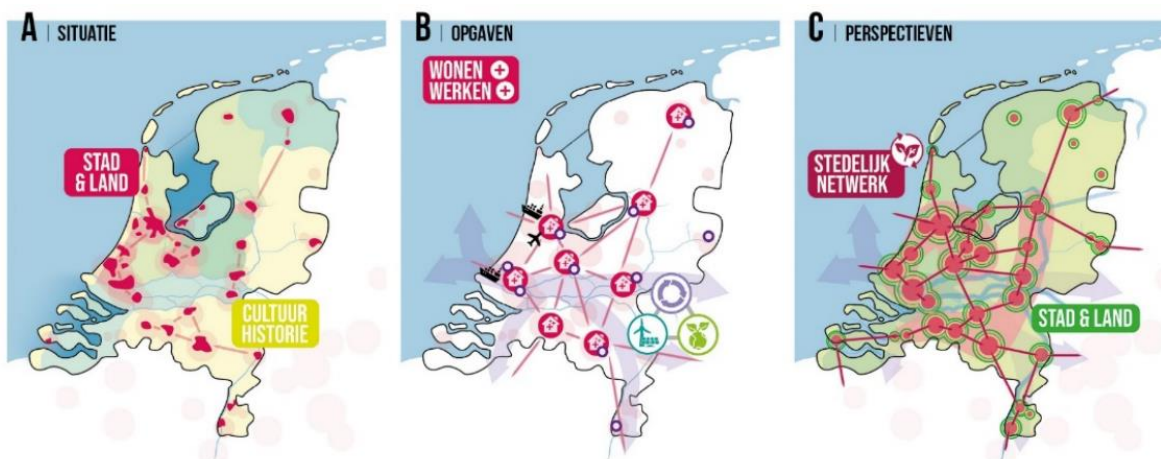 A | SITUATIE
STAD
& LAND
CULTUUR
HISTORIE
B | OPGAVEN
WONEN +
WERKEN +
C | PERSPECTIEVEN
STEDELIJK
NETWERK
STAD & LAND